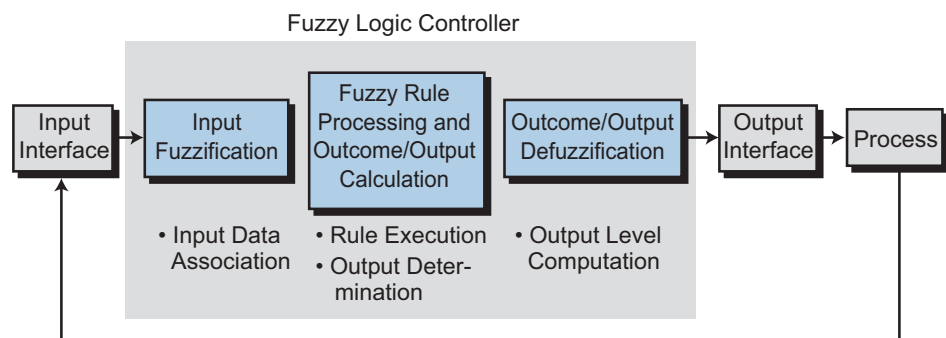 Fuzzy Logic Controller
Input
Interface
Input
Fuzzification
Fuzzy Rule
Processing and
Outcome/Output
Calculation
Outcome/Output
Defuzzification
Output
Interface
Process
• Input Data
Association
• Rule Execution
• Output Deter-
mination
• Output Level
Computation